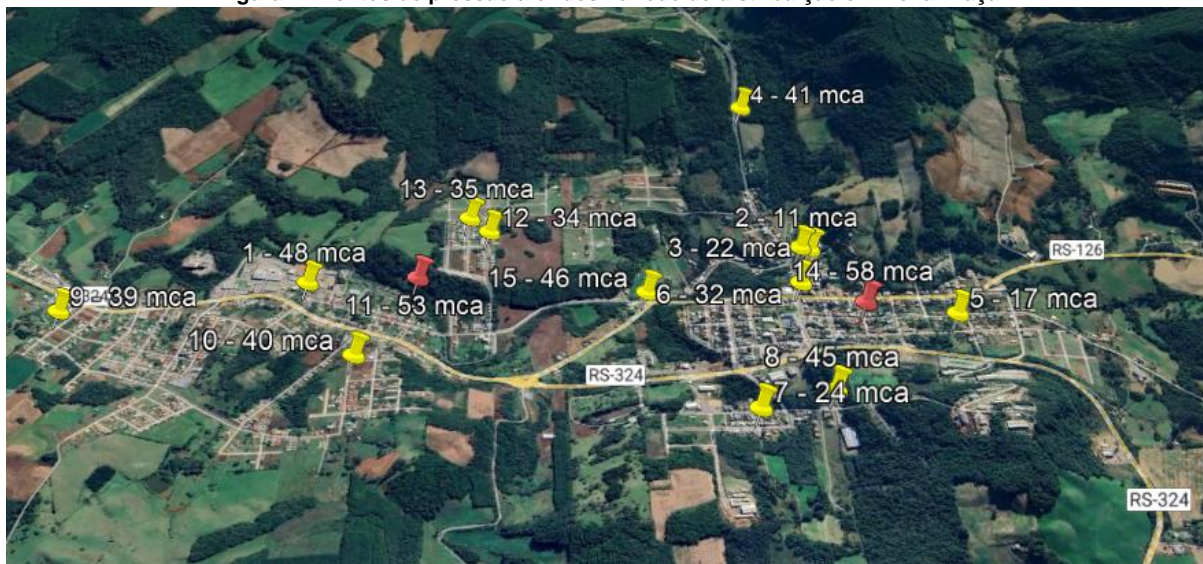 4 - 41 mca
13 - 35 mca
12 - 34 mca
2 - 11 mca
3 - 22 mca
RS-126
1 - 48 mca
15 - 46 mca
14 - 58 mca
9 - 39 mca
11 - 53 mca
6 - 32 mca
5 - 17 mca
10 - 40 mca
8 - 45 mca
RS-324
7 - 24 mca
RS-324